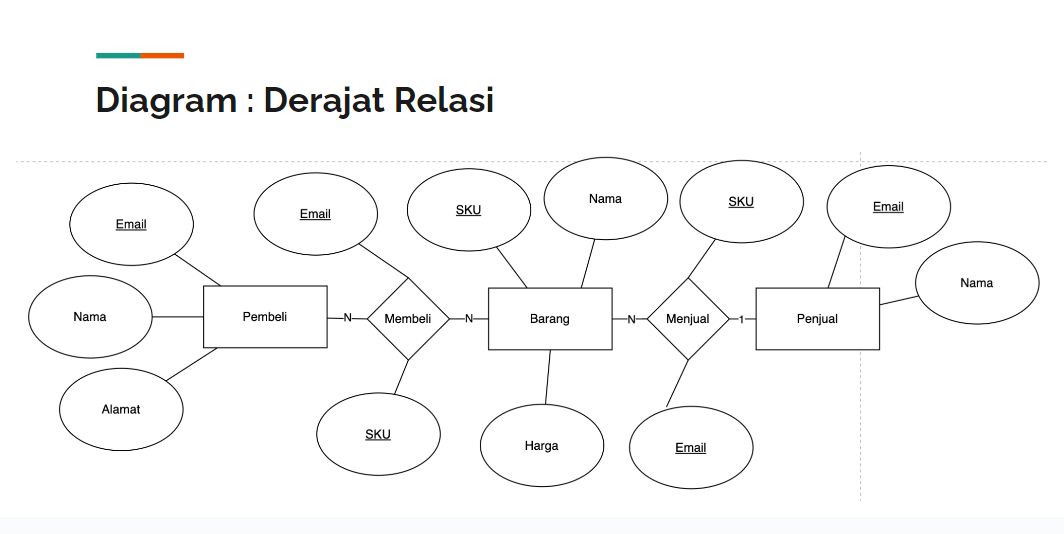 Diagram : Derajat Relasi
Email
Email
SKU
Nama
SKU
Email
Nama
Nama
Pembeli
N
Membeli
N
Barang
N
Menjual
1
Penjual
Alamat
SKU
Harga
Email